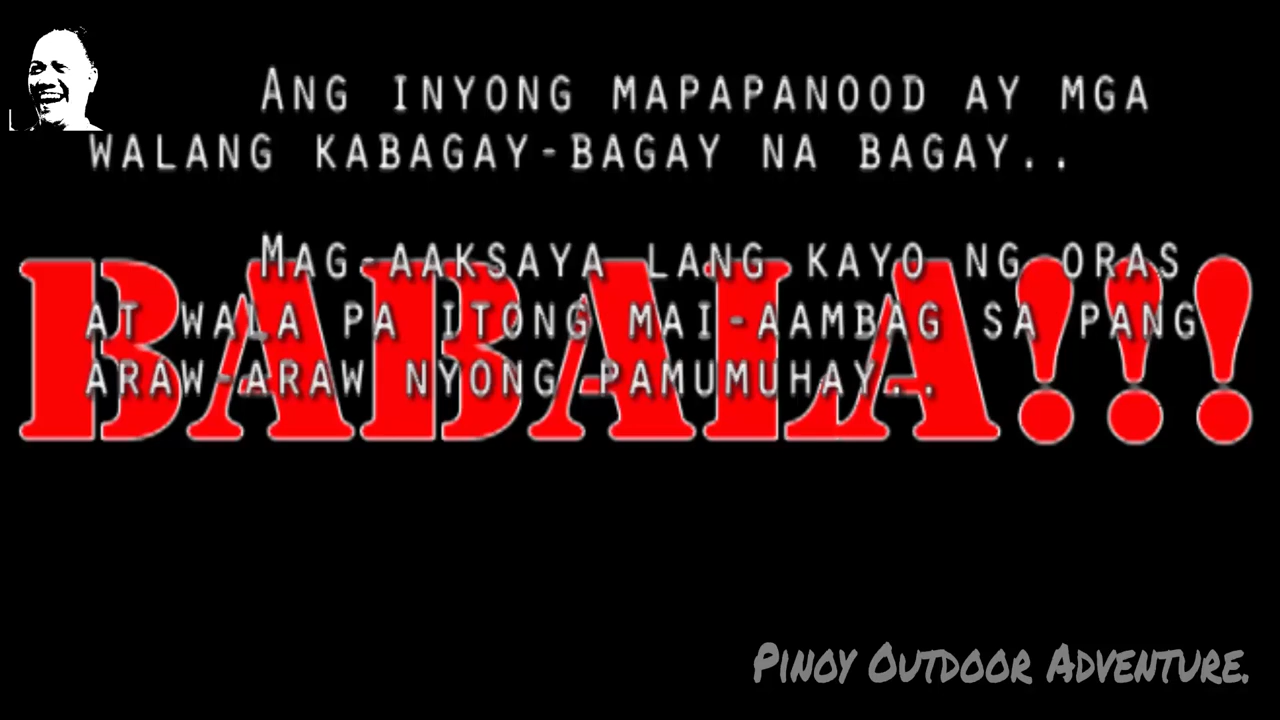 Ang inyong mapapanood ay mga
walang kabagay-bagay na bagay..
Mag-aaksaya lang kayo ng oras
at wala pa itong mai-aambag sa pang
araw-araw nyong pamumuhay..
BABALA!!!
Pinoy Outdoor Adventure.